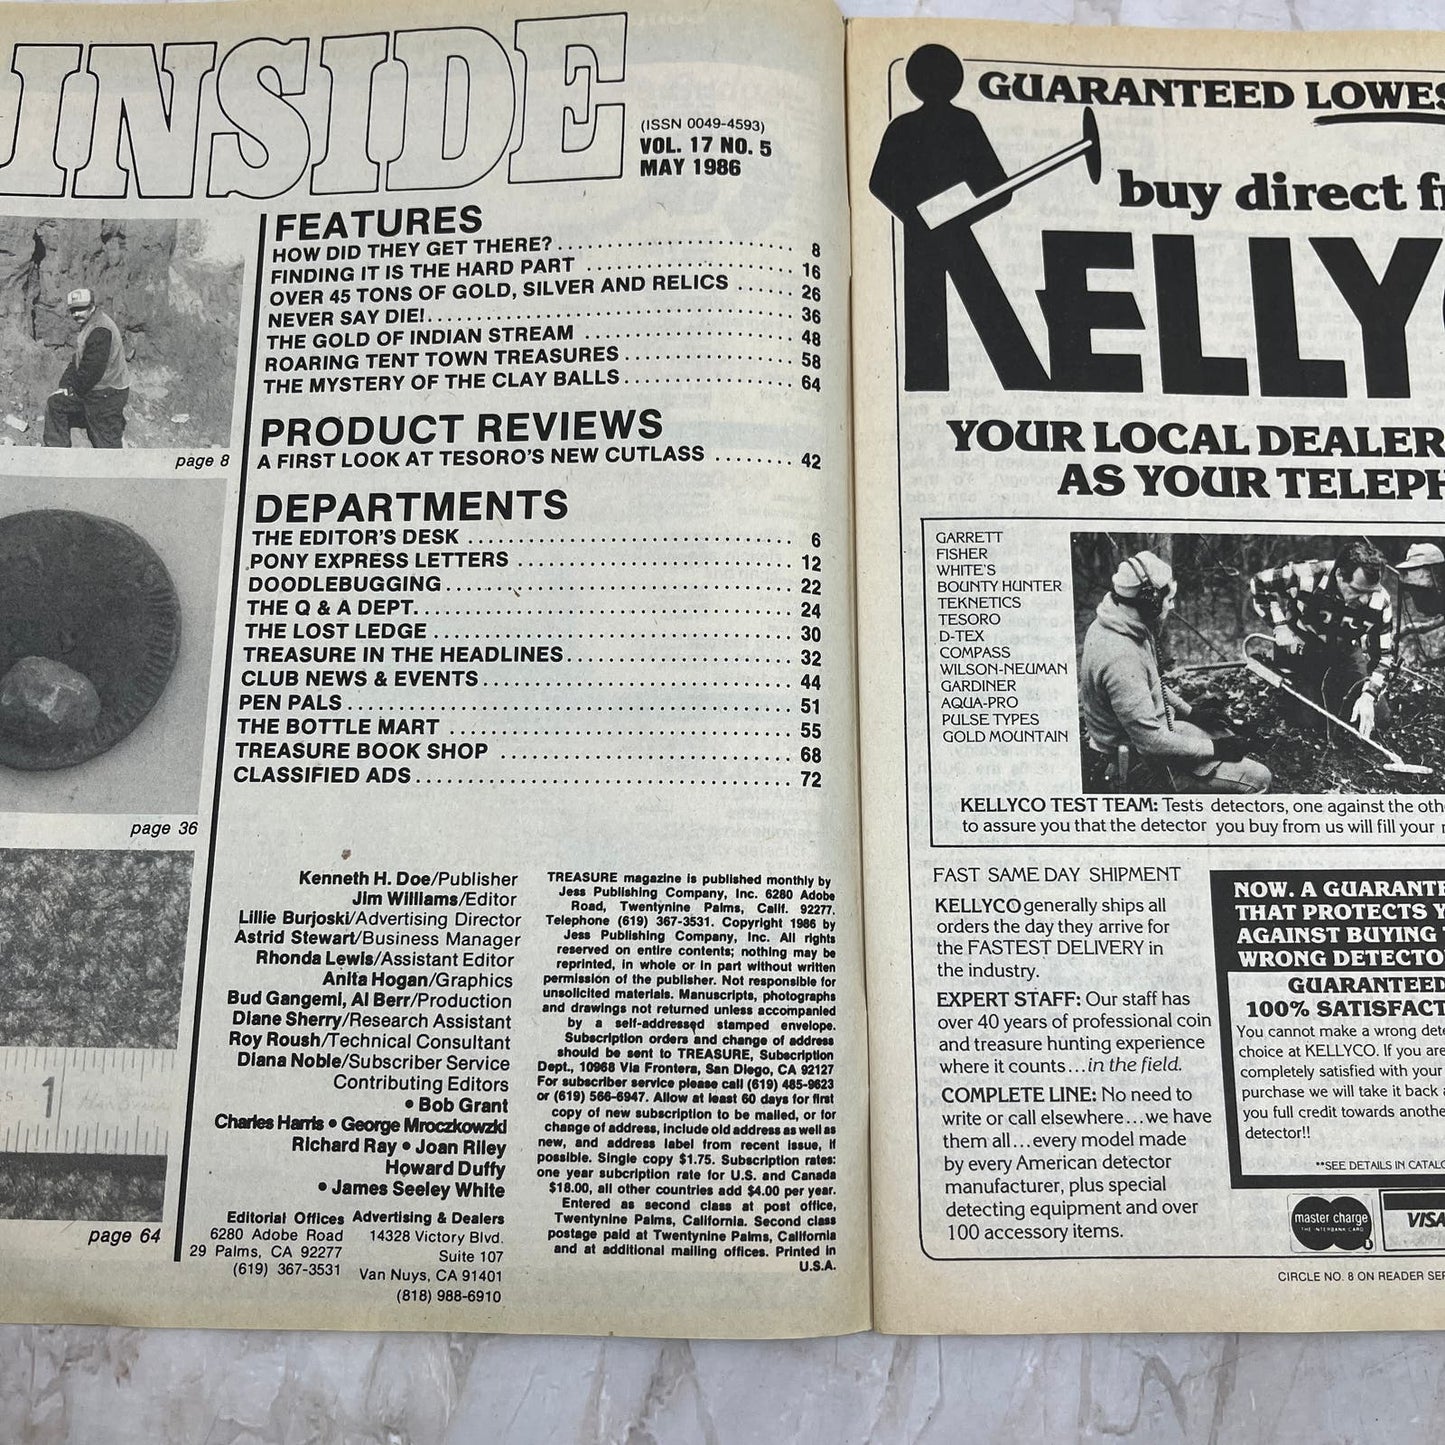 INSIDE
(ISSN 0049-4593)
VOL. 17 NO. 5
MAY 1986
FEATURES
HOW DID THEY GET THERE? 8
FINDING IT IS THE HARD PART 16
OVER 45 TONS OF GOLD, SILVER AND RELICS 26
NEVER SAY DIE! 36
THE GOLD OF INDIAN STREAM 48
ROARING TENT TOWN TREASURES 58
THE MYSTERY OF THE CLAY BALLS 64
PRODUCT REVIEWS
A FIRST LOOK AT TESORO'S NEW CUTLASS 42
DEPARTMENTS
THE EDITOR'S DESK 6
PONY EXPRESS LETTERS 12
DOODLEBUGGING 22
THE Q & A DEPT. 24
THE LOST LEDGE 30
TREASURE IN THE HEADLINES 32
CLUB NEWS & EVENTS 44
PEN PALS 51
THE BOTTLE MART 55
TREASURE BOOK SHOP 68
CLASSIFIED ADS 72
page 8
page 36
1
page 64
Kenneth H. Doe/Publisher
Jim Williams/Editor
Lillie Burjoski/Advertising Director
Astrid Stewart/Business Manager
Rhonda Lewis/Assistant Editor
Anita Hogan/Graphics
Bud Gangemi, Al Berr/Production
Diane Sherry/Research Assistant
Roy Roush/Technical Consultant
Diana Noble/Subscriber Service
Contributing Editors
• Bob Grant
Charles Harris • George Mroczkowzki
Richard Ray • Joan Riley
Howard Duffy
• James Seeley White
Editorial Offices
6280 Adobe Road
29 Palms, CA 92277
(619) 367-3531
Advertising & Dealers
14328 Victory Blvd.
Suite 107
Van Nuys, CA 91401
(818) 988-6910
TREASURE magazine is published monthly by
Jess Publishing Company, Inc. 6280 Adobe
Road, Twentynine Palms, Calif. 92277.
Telephone (619) 367-3531. Copyright 1986 by
Jess Publishing Company, Inc. All rights
reserved on entire contents; nothing may be
reprinted, in whole or in part without written
permission of the publisher. Not responsible for
unsolicited materials. Manuscripts, photographs
and drawings not returned unless accompanied
by a self-addressed stamped envelope.
Subscription orders and change of address
should be sent to TREASURE, Subscription
Dept., 10968 Via Frontera, San Diego, CA 92127
For subscriber service please call (619) 485-9623
or (619) 566-6947. Allow at least 60 days for first
copy of new subscription to be mailed, or for
change of address, include old address as well as
new, and address label from recent issue, if
possible. Single copy $1.75. Subscription rates:
one year subcription rate for U.S. and Canada
$18.00, all other countries add $4.00 per year.
Entered as second class at post office,
Twentynine Palms, California. Second class
postage paid at Twentynine Palms, California
and at additional mailing offices. Printed in
U.S.A.
GUARANTEED LOWES
buy direct f
KELLY
YOUR LOCAL DEALER
AS YOUR TELEPH
GARRETT
FISHER
WHITE'S
BOUNTY HUNTER
TEKNETICS
TESORO
D-TEX
COMPASS
WILSON-NEUMAN
GARDINER
AQUA-PRO
PULSE TYPES
GOLD MOUNTAIN
KELLYCO TEST TEAM: Tests detectors, one against the oth
to assure you that the detector you buy from us will fill your
FAST SAME DAY SHIPMENT
KELLYCO generally ships all
orders the day they arrive for
the FASTEST DELIVERY in
the industry.
EXPERT STAFF: Our staff has
over 40 years of professional coin
and treasure hunting experience
where it counts...in the field.
COMPLETE LINE: No need to
write or call elsewhere...we have
them all...every model made
by every American detector
manufacturer, plus special
detecting equipment and over
100 accessory items.
NOW. A GUARANTE
THAT PROTECTS Y
AGAINST BUYING
WRONG DETECTO
GUARANTEED
100% SATISFACT
You cannot make a wrong dete
choice at KELLYCO. If you are
completely satisfied with your
purchase we will take it back
you full credit towards anothe
detector!!
**SEE DETAILS IN CATALO
master charge
THE INTERBANK CARD
VISA
CIRCLE NO. 8 ON READER SER